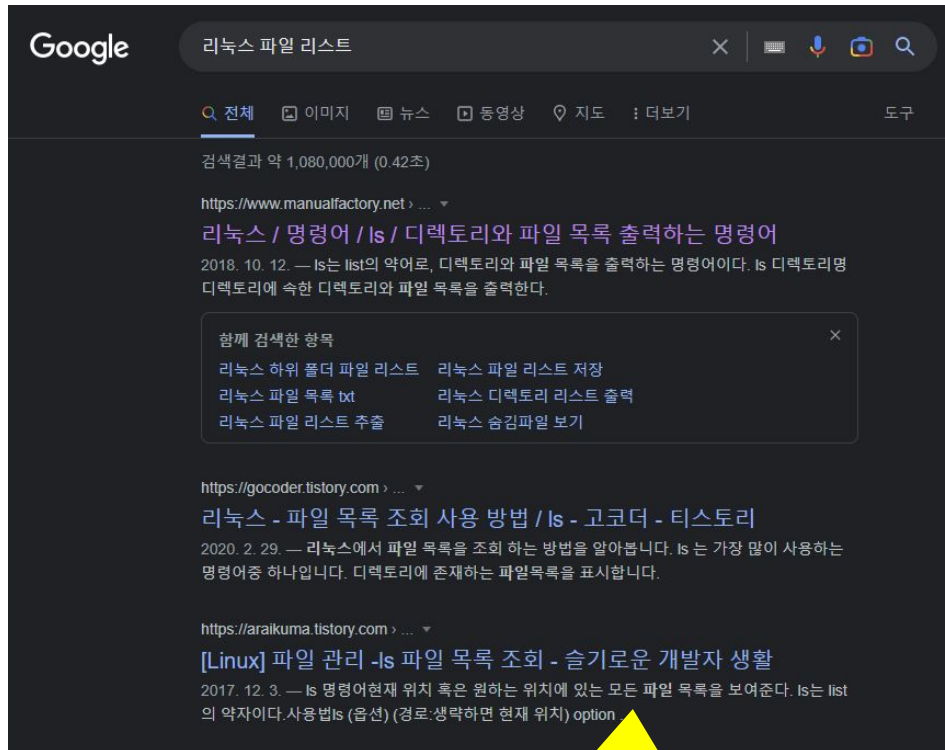 Google 리눅스 파일 리스트
전체 이미지 뉴스 동영상 지도 더보기 도구
검색결과 약 1,080,000개 (0.42초)
https://www.manualfactory.net › ...
리눅스 / 명령어 / ls / 디렉토리와 파일 목록 출력하는 명령어
2018. 10. 12. — ls는 list의 약어로, 디렉토리와 파일 목록을 출력하는 명령어이다. ls 디렉토리명
디렉토리에 속한 디렉토리와 파일 목록을 출력한다.
함께 검색한 항목
리눅스 하위 폴더 파일 리스트 리눅스 파일 리스트 저장
리눅스 파일 목록 txt 리눅스 디렉토리 리스트 출력
리눅스 파일 리스트 추출 리눅스 숨김파일 보기
https://gocoder.tistory.com › ...
리눅스 - 파일 목록 조회 사용 방법 / ls - 고코더 - 티스토리
2020. 2. 29. — 리눅스에서 파일 목록을 조회 하는 방법을 알아봅니다. ls 는 가장 많이 사용하는
명령어중 하나입니다. 디렉토리에 존재하는 파일목록을 표시합니다.
https://araikuma.tistory.com › ...
[Linux] 파일 관리 -ls 파일 목록 조회 - 슬기로운 개발자 생활
2017. 12. 3. — ls 명령어현재 위치 혹은 원하는 위치에 있는 모든 파일 목록을 보여준다. ls는 list
의 약자이다.사용법ls (옵션) (경로:생략하면 현재 위치) option